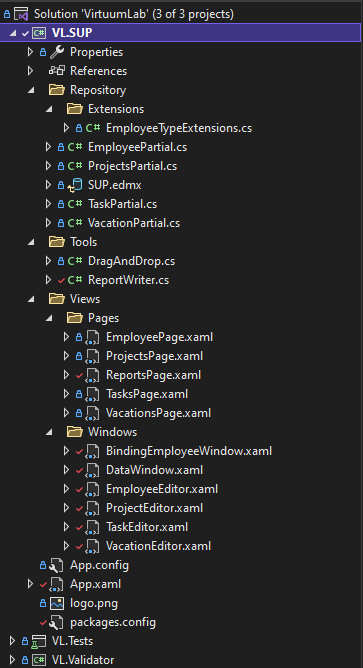 Solution 'VirtuumLab' (3 of 3 projects)
VL.SUP
Properties
References
Repository
Extensions
EmployeeTypeExtensions.cs
EmployeePartial.cs
ProjectsPartial.cs
SUP.edmx
TaskPartial.cs
VacationPartial.cs
Tools
DragAndDrop.cs
ReportWriter.cs
Views
Pages
EmployeePage.xaml
ProjectsPage.xaml
ReportsPage.xaml
TasksPage.xaml
VacationsPage.xaml
Windows
BindingEmployeeWindow.xaml
DataWindow.xaml
EmployeeEditor.xaml
ProjectEditor.xaml
TaskEditor.xaml
VacationEditor.xaml
App.config
App.xaml
logo.png
packages.config
VL.Tests
VL.Validator